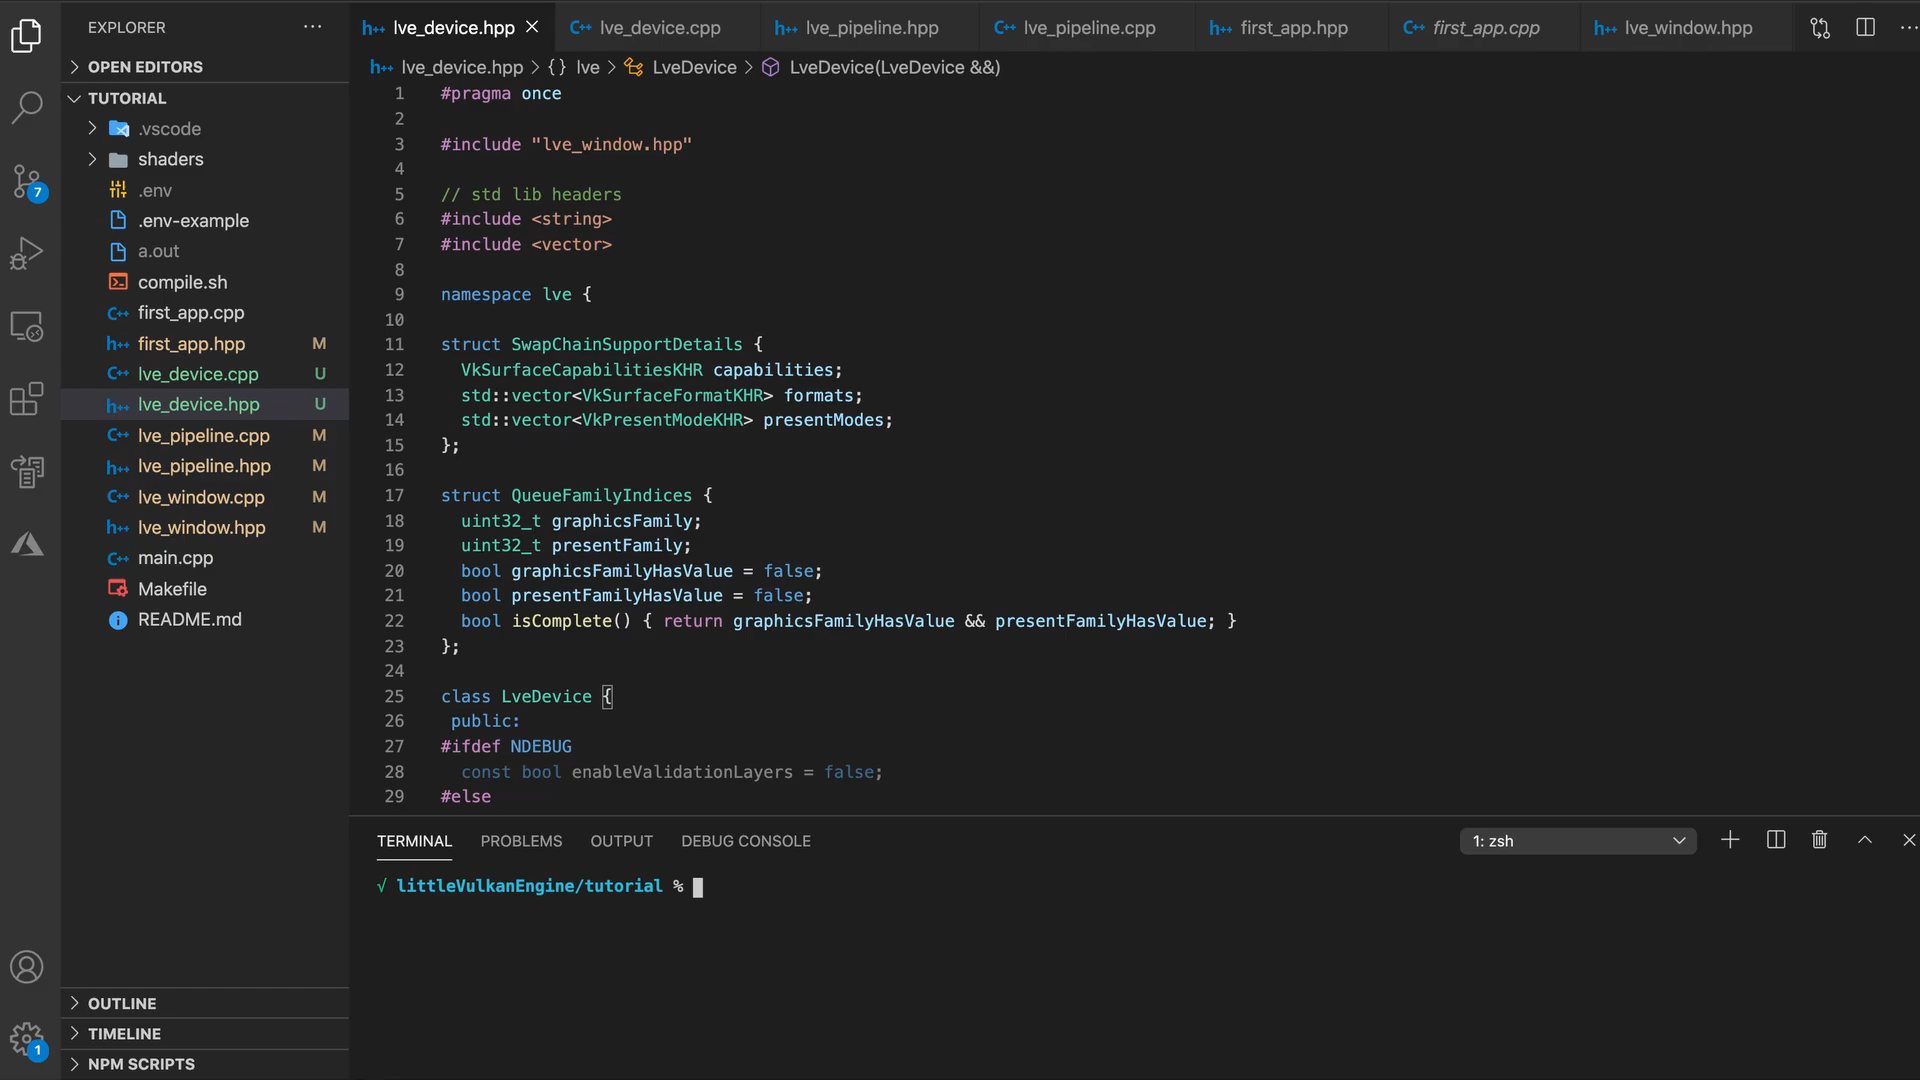 EXPLORER
OPEN EDITORS
TUTORIAL
.vscode
shaders
.env
.env-example
a.out
compile.sh
first_app.cpp
first_app.hpp M
lve_device.cpp U
lve_device.hpp U
lve_pipeline.cpp M
lve_pipeline.hpp M
lve_window.cpp M
lve_window.hpp M
main.cpp
Makefile
README.md
OUTLINE
TIMELINE
NPM SCRIPTS
7
1
lve_device.hpp lve_device.cpp lve_pipeline.hpp lve_pipeline.cpp first_app.hpp first_app.cpp lve_window.hpp
lve_device.hpp > {} lve > LveDevice > LveDevice(LveDevice &&)
1 #pragma once
2
3 #include "lve_window.hpp"
4
5 // std lib headers
6 #include <string>
7 #include <vector>
8
9 namespace lve {
10
11 struct SwapChainSupportDetails {
12 VkSurfaceCapabilitiesKHR capabilities;
13 std::vector<VkSurfaceFormatKHR> formats;
14 std::vector<VkPresentModeKHR> presentModes;
15 };
16
17 struct QueueFamilyIndices {
18 uint32_t graphicsFamily;
19 uint32_t presentFamily;
20 bool graphicsFamilyHasValue = false;
21 bool presentFamilyHasValue = false;
22 bool isComplete() { return graphicsFamilyHasValue && presentFamilyHasValue; }
23 };
24
25 class LveDevice {
26 public:
27 #ifdef NDEBUG
28 const bool enableValidationLayers = false;
29 #else
TERMINAL PROBLEMS OUTPUT DEBUG CONSOLE 1: zsh
√ littleVulkanEngine/tutorial %